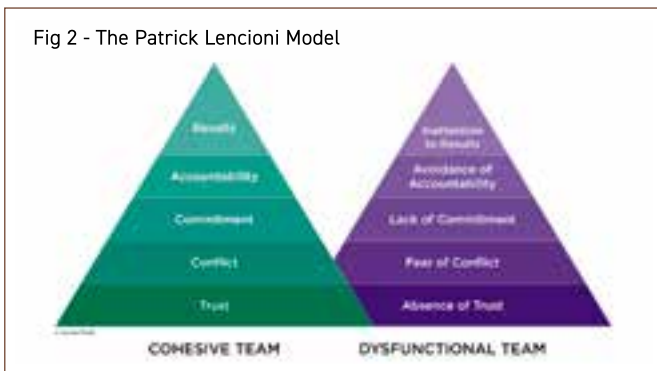 Fig 2 - The Patrick Lencioni Model
Results
Accountability
Commitment
Conflict
Trust
Inattention
to Results
Avoidance of
Accountability
Lack of Commitment
Fear of Conflict
Absence of Trust
COHESIVE TEAM
DYSFUNCTIONAL TEAM